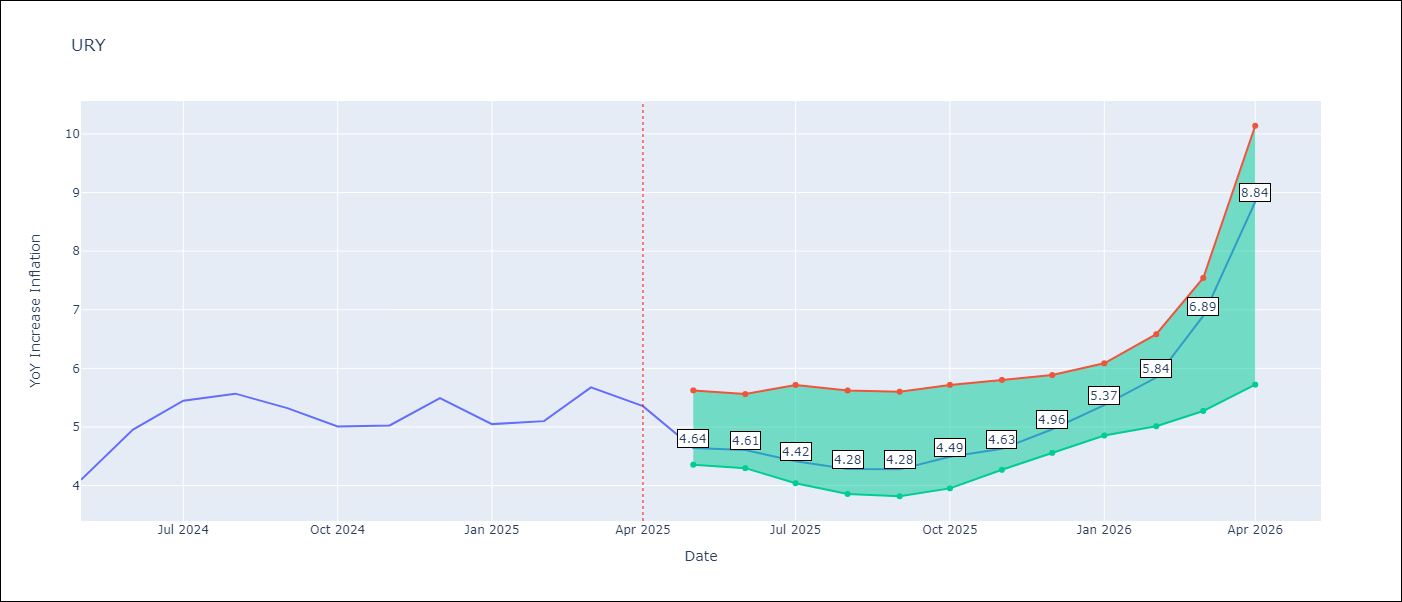 URY
YoY Increase Inflation
10
9
8
7
6
5
4
4.64
4.61
4.42
4.28
4.28
4.49
4.63
4.96
5.37
5.84
6.89
8.84
Jul 2024
Oct 2024
Jan 2025
Apr 2025
Jul 2025
Oct 2025
Jan 2026
Apr 2026
Date